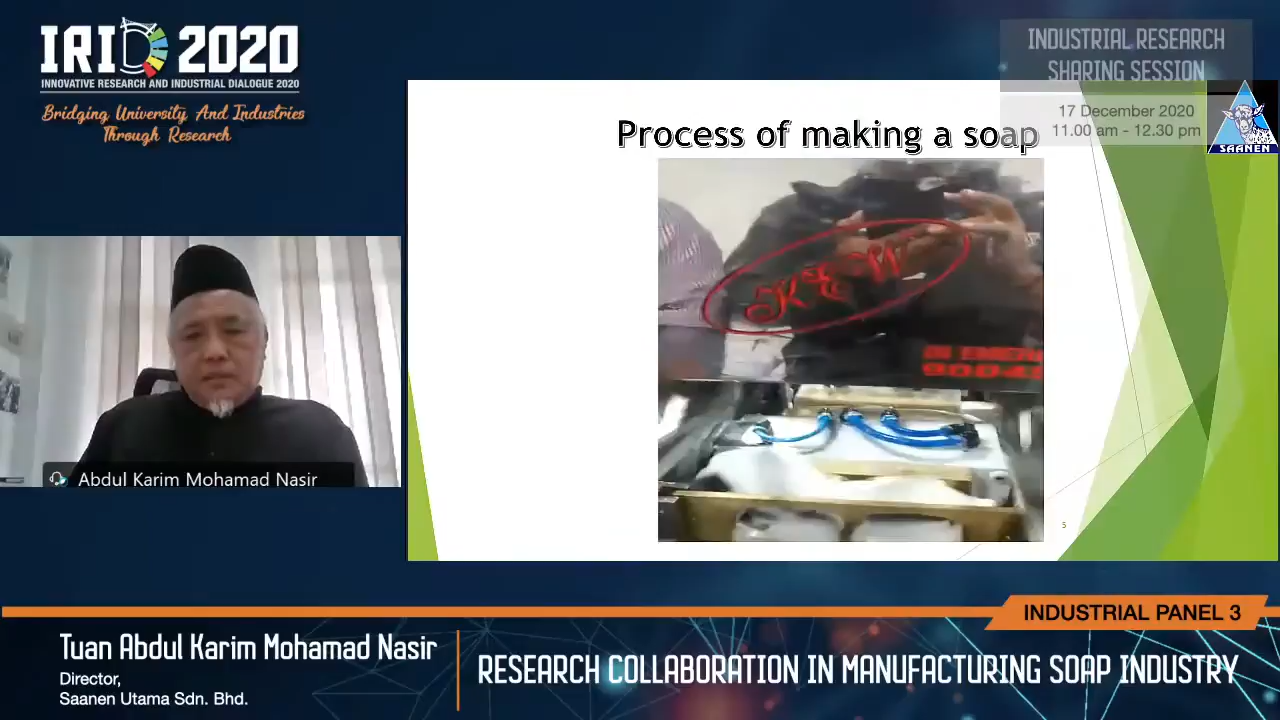 IRID 2020
INNOVATIVE RESEARCH AND INDUSTRIAL DIALOGUE 2020
Bridging University And Industries
Through Research
INDUSTRIAL RESEARCH
SHARING SESSION
17 December 2020
11.00 am - 12.30 pm
SAANEN
Process of making a soap
KEW
5
Abdul Karim Mohamad Nasir
INDUSTRIAL PANEL 3
Tuan Abdul Karim Mohamad Nasir
Director,
Saanen Utama Sdn. Bhd.
RESEARCH COLLABORATION IN MANUFACTURING SOAP INDUSTRY